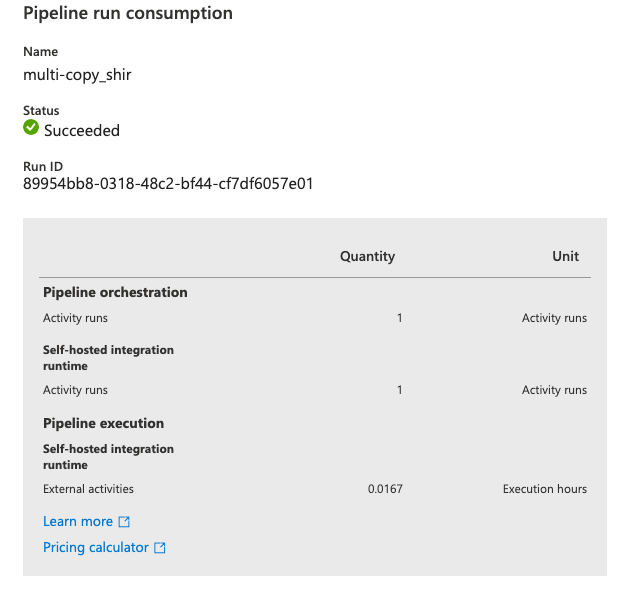 Pipeline run consumption
Name
multi-copy_shir
Status
Succeeded
Run ID
89954bb8-0318-48c2-bf44-cf7df6057e01
Quantity Unit
Pipeline orchestration
Activity runs 1 Activity runs
Self-hosted integration
runtime
Activity runs 1 Activity runs
Pipeline execution
Self-hosted integration
runtime
External activities 0.0167 Execution hours
Learn more
Pricing calculator